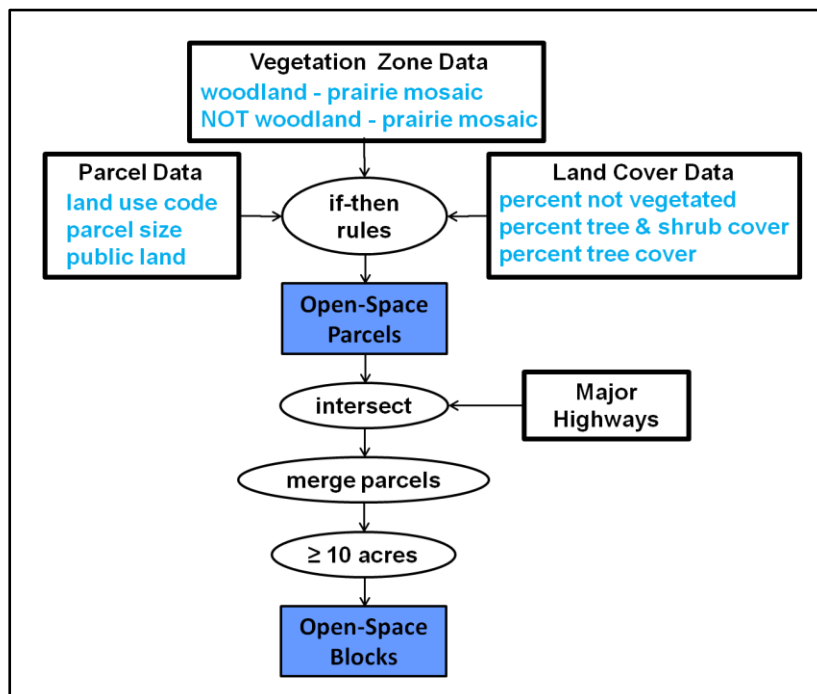 Vegetation Zone Data
woodland - prairie mosaic
NOT woodland - prairie mosaic
Parcel Data
land use code
parcel size
public land
if-then
rules
Land Cover Data
percent not vegetated
percent tree & shrub cover
percent tree cover
Open-Space
Parcels
intersect
Major
Highways
merge parcels
≥ 10 acres
Open-Space
Blocks